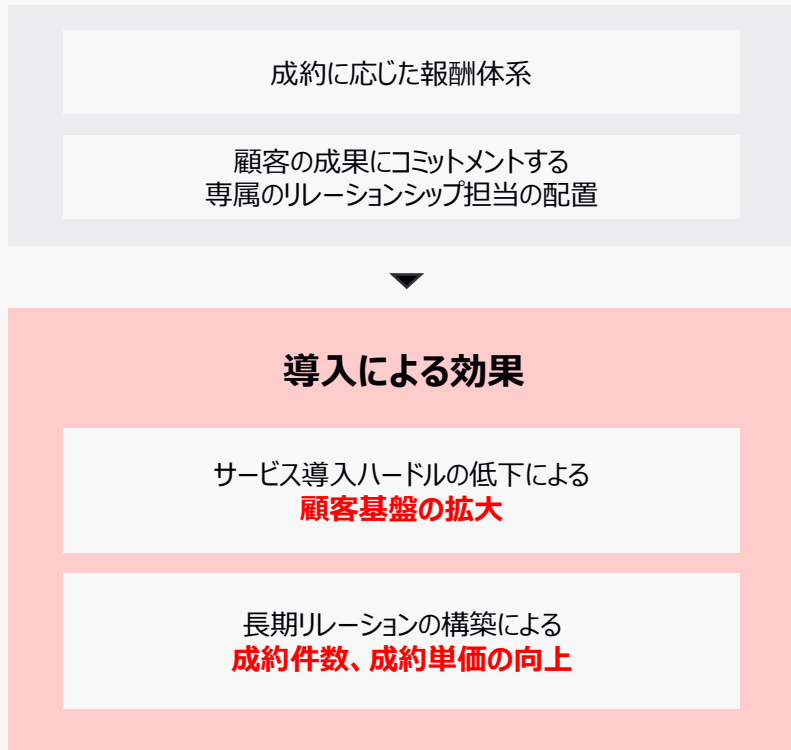 成約に応じた報酬体系
顧客の成果にコミットメントする
専属のリレーションシップ担当の配置
導入による効果
サービス導入ハードルの低下による
顧客基盤の拡大
長期リレーションの構築による
成約件数、成約単価の向上